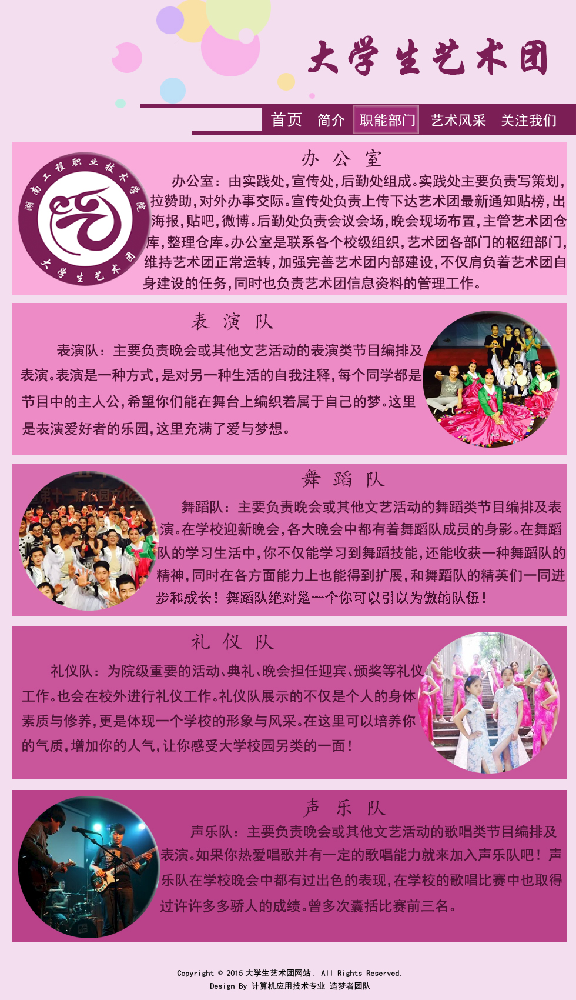 大学生艺术团
首页 简介 职能部门 艺术风采 关注我们
湖南工程职业技术学院
大学生艺术团
办公室
办公室：由实践处,宣传处,后勤处组成。实践处主要负责写策划,
拉赞助,对外办事交际。宣传处负责上传下达艺术团最新通知贴榜,出
海报,贴吧,微博。后勤处负责会议会场,晚会现场布置,主管艺术团仓
库,整理仓库。办公室是联系各个校级组织,艺术团各部门的枢纽部门,
维持艺术团正常运转,加强完善艺术团内部建设,不仅肩负着艺术团自
身建设的任务,同时也负责艺术团信息资料的管理工作。
表演队
表演队：主要负责晚会或其他文艺活动的表演类节目编排及
表演。表演是一种方式,是对另一种生活的自我注释,每个同学都是
节目中的主人公,希望你们能在舞台上编织着属于自己的梦。这里
是表演爱好者的乐园,这里充满了爱与梦想。
舞蹈队
舞蹈队：主要负责晚会或其他文艺活动的舞蹈类节目编排及表
演。在学校迎新晚会,各大晚会中都有着舞蹈队成员的身影。在舞蹈
队的学习生活中,你不仅能学习到舞蹈技能,还能收获一种舞蹈队的
精神,同时在各方面能力上也能得到扩展,和舞蹈队的精英们一同进
步和成长！舞蹈队绝对是一个你可以引以为傲的队伍！
礼仪队
礼仪队：为院级重要的活动、典礼、晚会担任迎宾、颁奖等礼仪
工作。也会在校外进行礼仪工作。礼仪队展示的不仅是个人的身体
素质与修养,更是体现一个学校的形象与风采。在这里可以培养你
的气质,增加你的人气,让你感受大学校园另类的一面！
声乐队
声乐队：主要负责晚会或其他文艺活动的歌唱类节目编排及
表演。如果你热爱唱歌并有一定的歌唱能力就来加入声乐队吧！声
乐队在学校晚会中都有过出色的表现,在学校的歌唱比赛中也取得
过许许多多骄人的成绩。曾多次囊括比赛前三名。
Copyright © 2015 大学生艺术团网站. All Rights Reserved.
Design By 计算机应用技术专业 造梦者团队